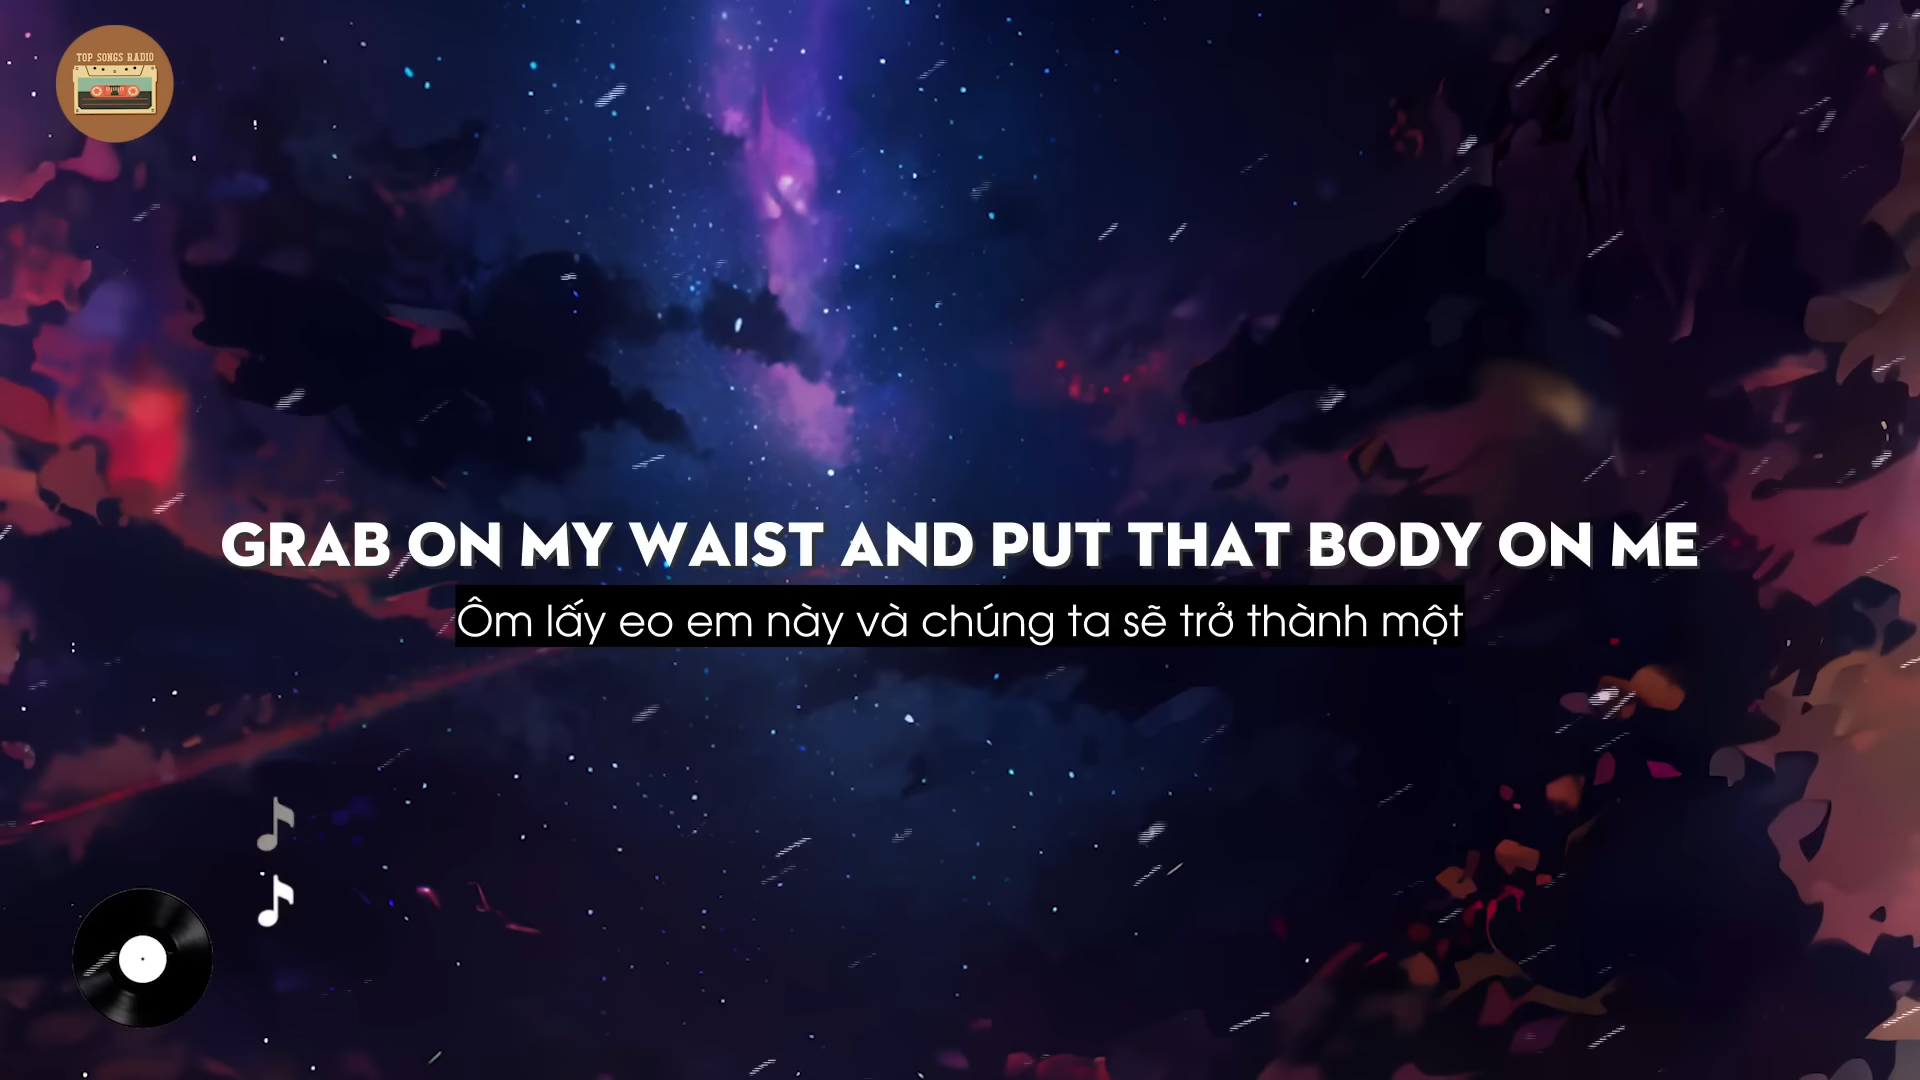 TOP SONGS RADIO
GRAB ON MY WAIST AND PUT THAT BODY ON ME
Ôm lấy eo em này và chúng ta sẽ trở thành một